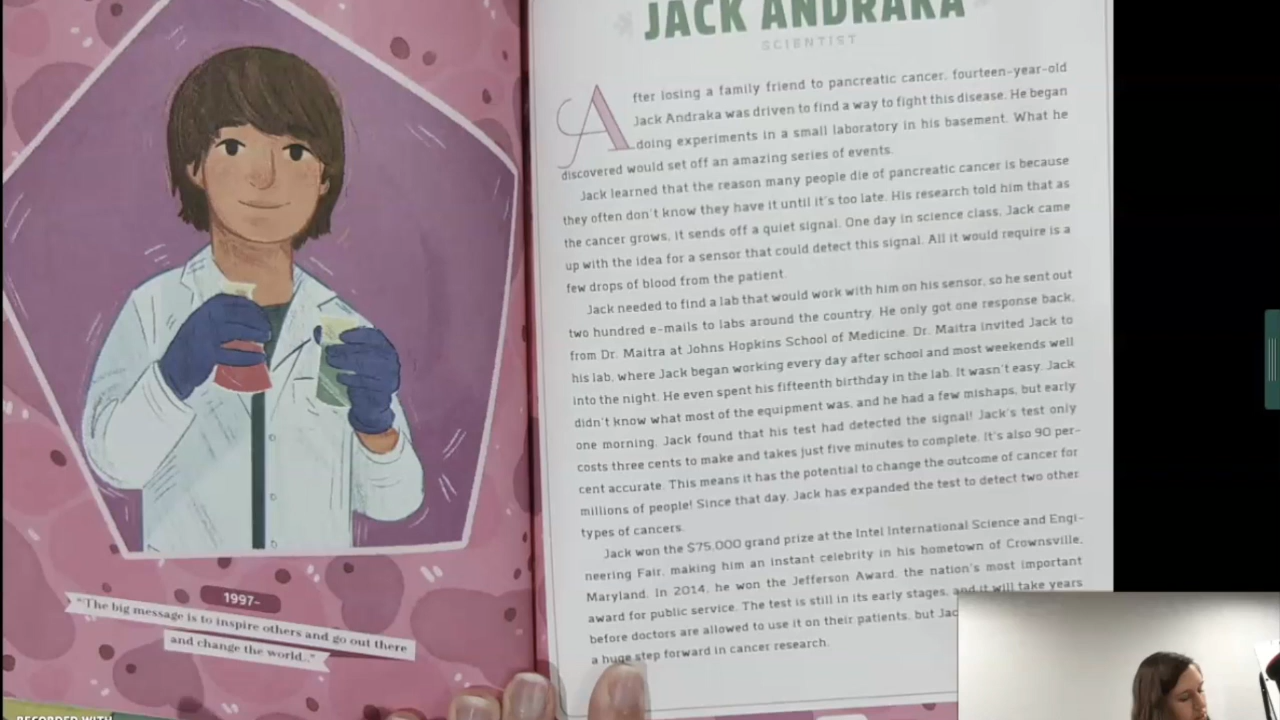 1997-
"The big message is to inspire others and go out there
and change the world.."
RECORDED WITH
JACK ANDRAKA
SCIENTIST
After losing a family friend to pancreatic cancer, fourteen-year-old
Jack Andraka was driven to find a way to fight this disease. He began
doing experiments in a small laboratory in his basement. What he
discovered would set off an amazing series of events.
Jack learned that the reason many people die of pancreatic cancer is because
they often don't know they have it until it's too late. His research told him that as
the cancer grows, it sends off a quiet signal. One day in science class, Jack came
up with the idea for a sensor that could detect this signal. All it would require is a
few drops of blood from the patient.
Jack needed to find a lab that would work with him on his sensor, so he sent out
two hundred e-mails to labs around the country. He only got one response back,
from Dr. Maitra at Johns Hopkins School of Medicine. Dr. Maitra invited Jack to
his lab, where Jack began working every day after school and most weekends well
into the night. He even spent his fifteenth birthday in the lab. It wasn't easy. Jack
didn't know what most of the equipment was, and he had a few mishaps, but early
one morning, Jack found that his test had detected the signal! Jack's test only
costs three cents to make and takes just five minutes to complete. It's also 90 per-
cent accurate. This means it has the potential to change the outcome of cancer for
millions of people! Since that day, Jack has expanded the test to detect two other
types of cancers.
Jack won the $75,000 grand prize at the Intel International Science and Engi-
neering Fair, making him an instant celebrity in his hometown of Crownsville,
Maryland. In 2014, he won the Jefferson Award, the nation's most important
award for public service. The test is still in its early stages, and it will take years
before doctors are allowed to use it on their patients, but
a huge step forward in cancer research.